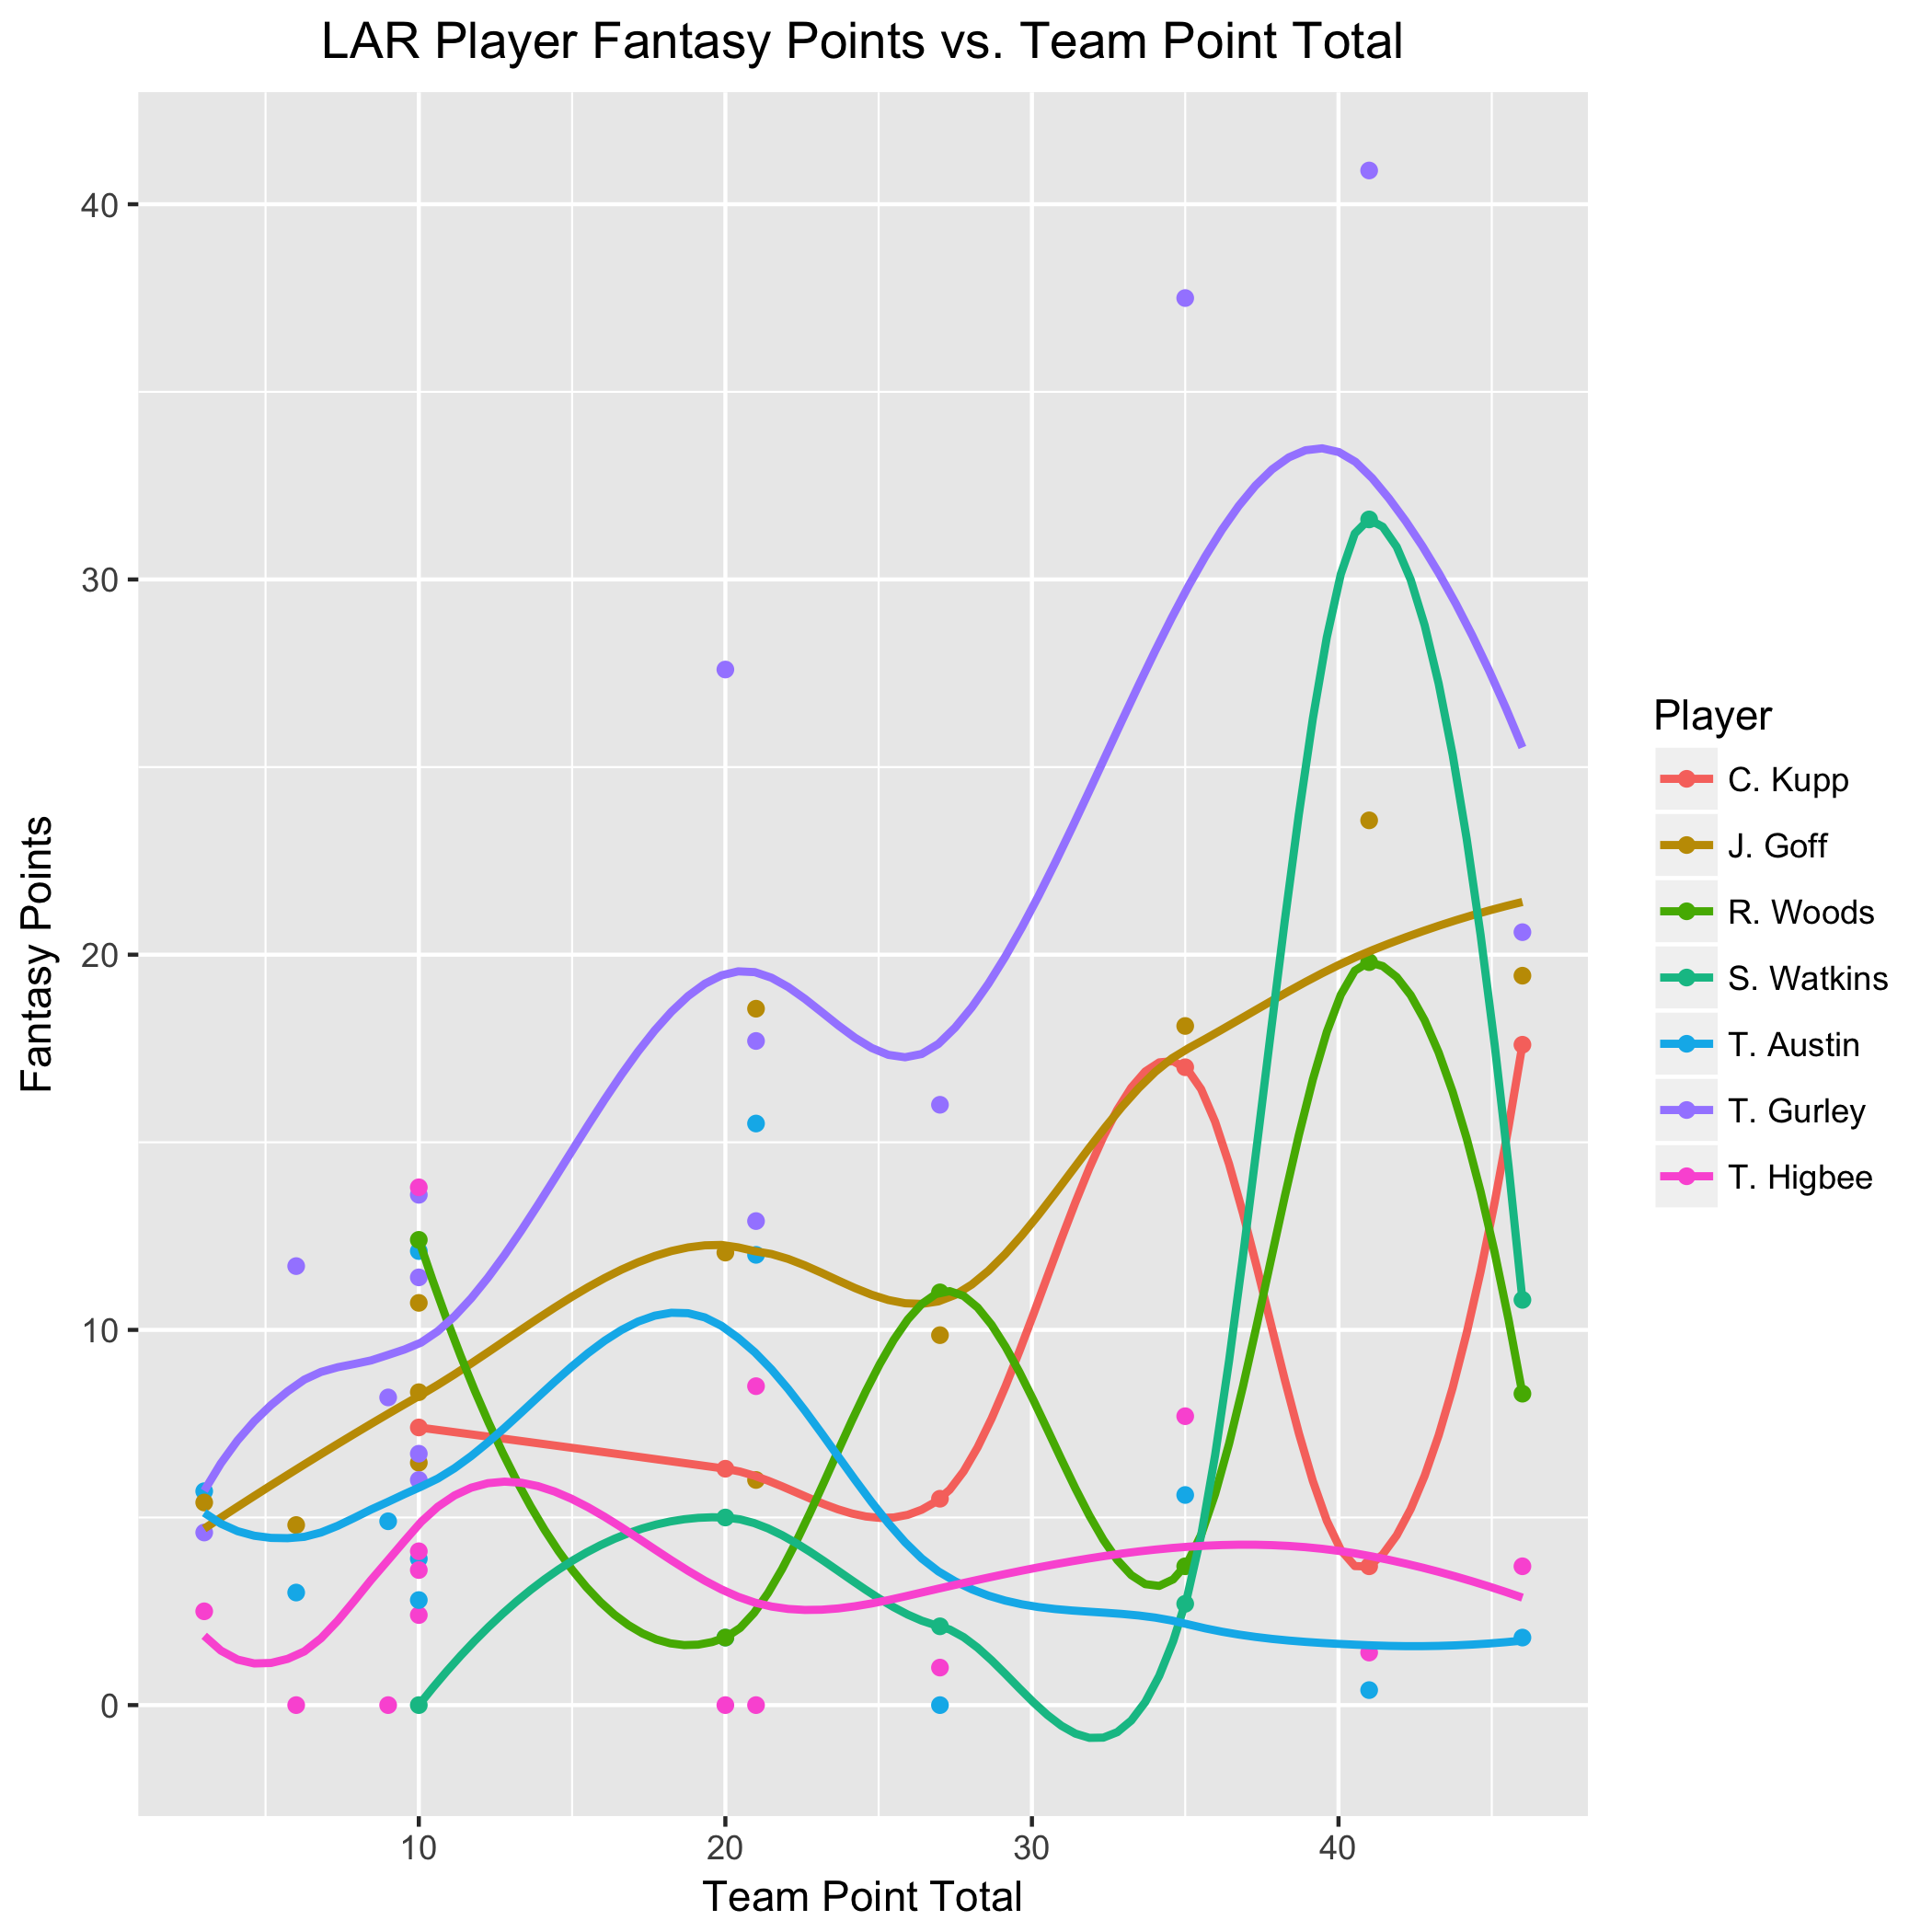 LAR Player Fantasy Points vs. Team Point Total
40
30
20
10
0
Fantasy Points
10
20
30
40
Team Point Total
Player
C. Kupp
J. Goff
R. Woods
S. Watkins
T. Austin
T. Gurley
T. Higbee